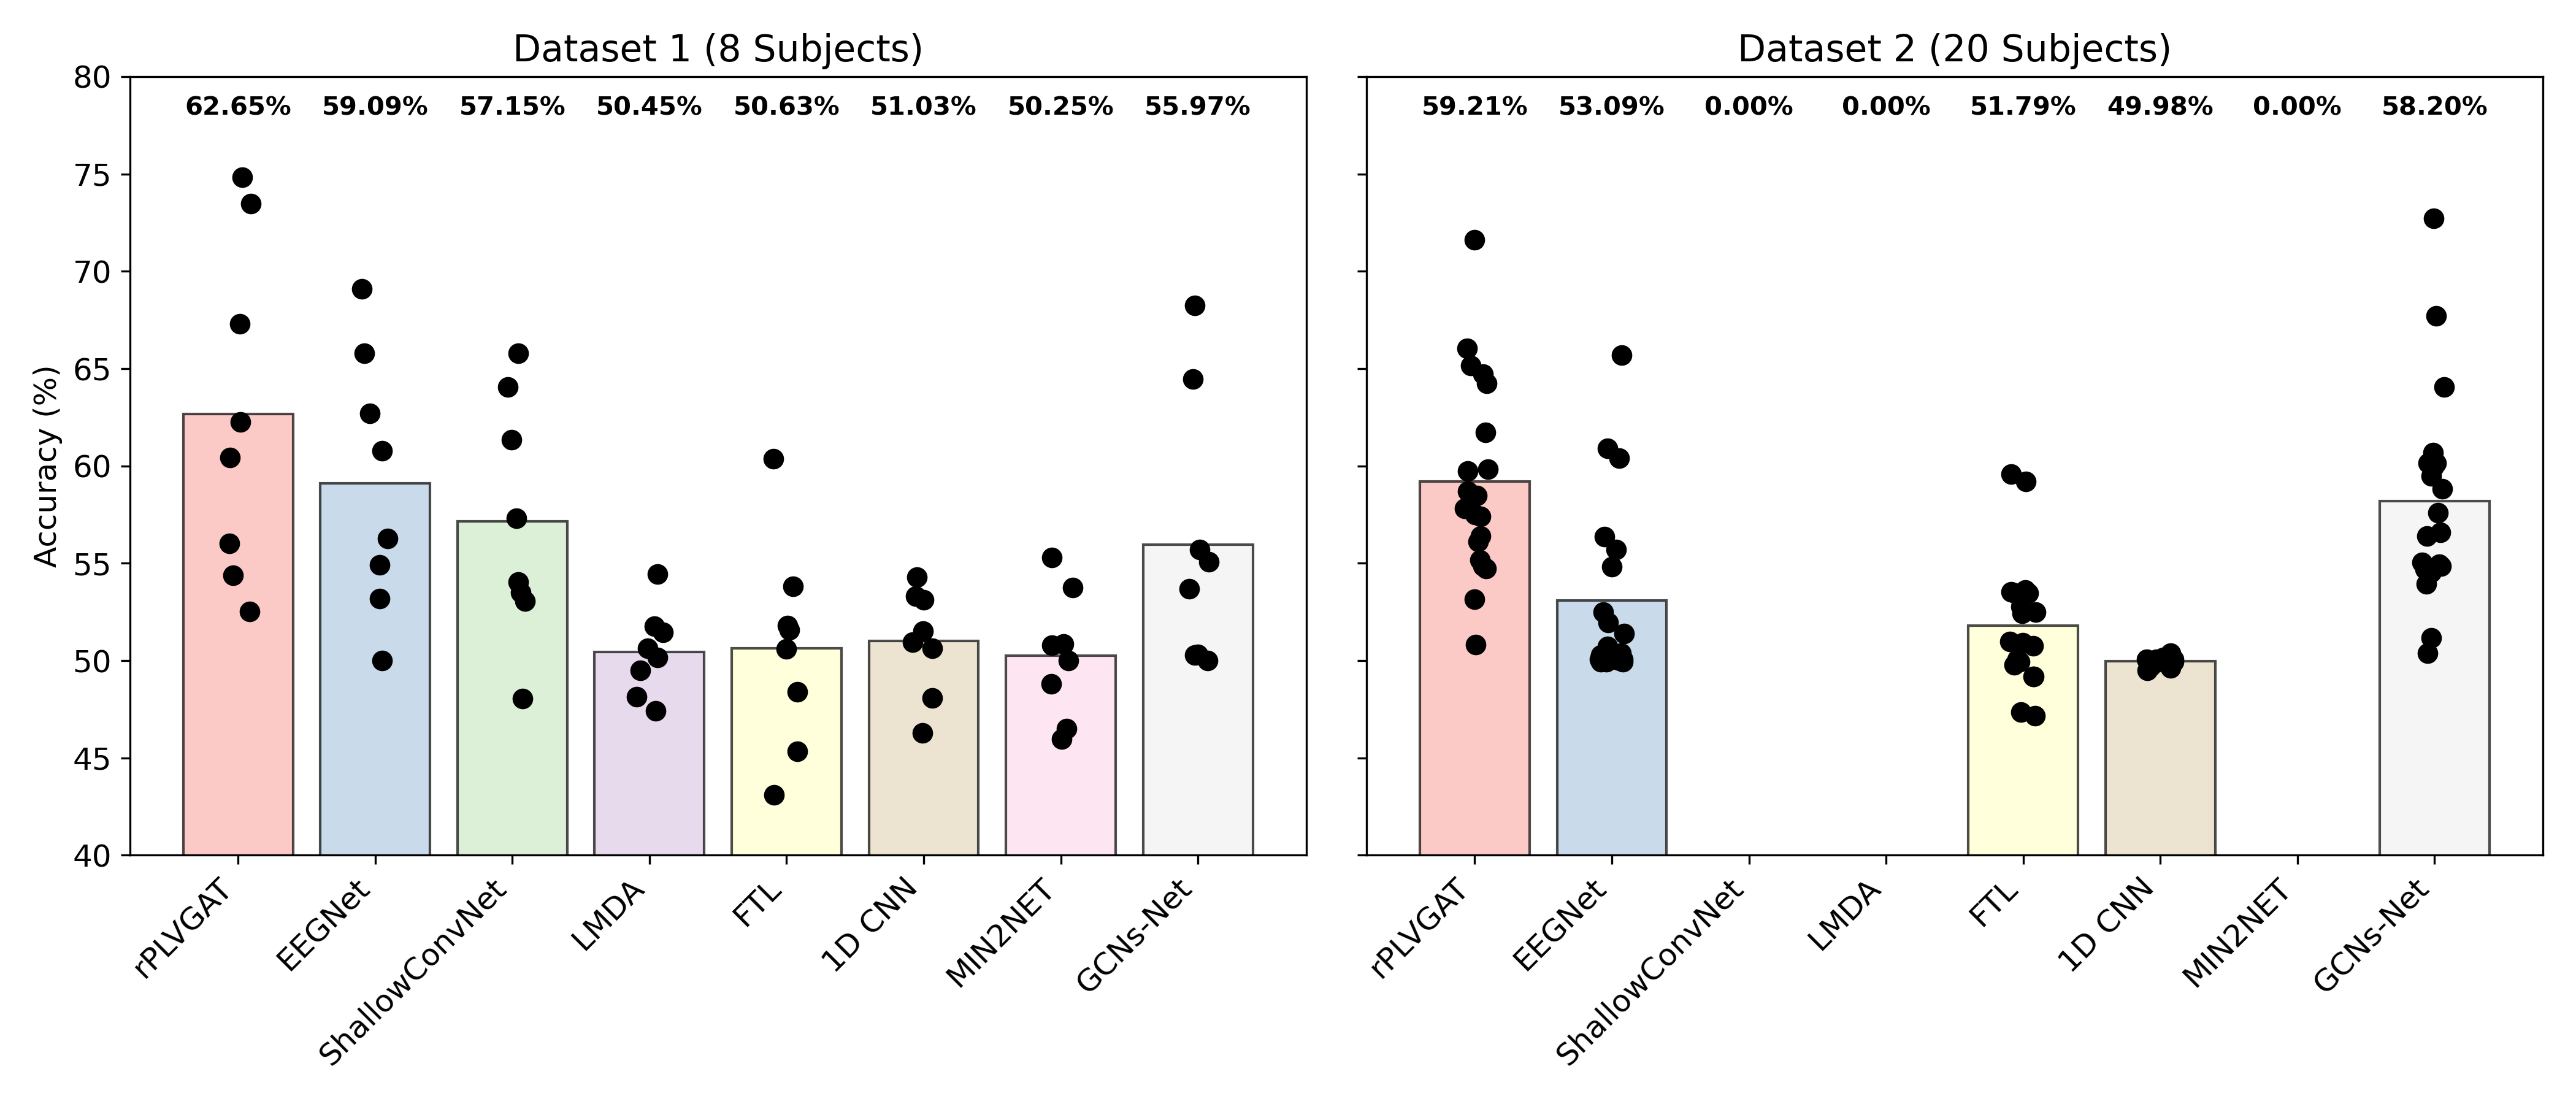 Dataset 1 (8 Subjects)
80
75
70
65
60
55
50
45
40
Accuracy (%)
62.65% 59.09% 57.15% 50.45% 50.63% 51.03% 50.25% 55.97%
rPLVGAT
EEGNet
ShallowConvNet
LMDA
FTL
1D CNN
MIN2NET
GCNs-Net
Dataset 2 (20 Subjects)
59.21% 53.09% 0.00% 0.00% 51.79% 49.98% 0.00% 58.20%
rPLVGAT
EEGNet
ShallowConvNet
LMDA
FTL
1D CNN
MIN2NET
GCNs-Net